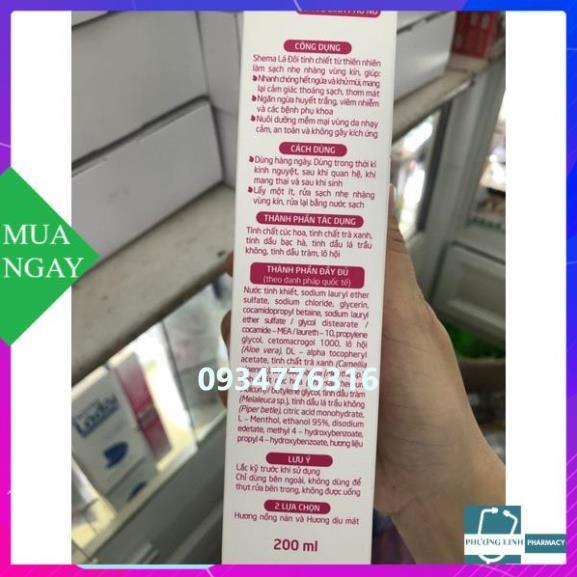 CÔNG DỤNG
Shema Lá Đôi tinh chiết từ thiên nhiên
làm sạch nhẹ nhàng vùng kín, giúp:
Nhanh chóng hết ngứa và khử mùi, mang
lại cảm giác thoáng sạch, thơm mát
Ngăn ngừa huyết trắng, viêm nhiễm
và các bệnh phụ khoa
Nuôi dưỡng mềm mại vùng da nhạy
cảm, an toàn và không gây kích ứng
CÁCH DÙNG
Dùng hàng ngày. Dùng trong thời kì
kinh nguyệt, sau khi quan hệ, khi
mang thai và sau khi sinh
Lấy một ít, rửa sạch nhẹ nhàng
vùng kín, rửa lại bằng nước sạch
THÀNH PHẦN TÁC DỤNG
Tinh chất cúc hoa, tinh chất trà xanh,
tinh dầu bạc hà, tinh dầu lá trầu
không, tinh dầu tràm, lô hội
THÀNH PHẦN ĐẦY ĐỦ
(theo danh pháp quốc tế)
Nước tinh khiết, sodium lauryl ether
sulfate, sodium chloride, glycerin,
cocamidopropyl betaine, sodium lauryl
ether sulfate / glycol distearate /
cocamide – MEA / laureth – 10, propylene
glycol, cetomacrogol 1000, lô hội
(Aloe vera), DL – alpha tocopheryl
acetate, tinh chất trà xanh (Camellia
0934776316
butylene glycol, tinh dầu tràm
(Melaleuca sp.), tinh dầu lá trầu không
(Piper betle), citric acid monohydrate,
L – Menthol, ethanol 95%, disodium
edetate, methyl 4 – hydroxybenzoate,
propyl 4 – hydroxybenzoate, hương liệu
LƯU Ý
Lắc kỹ trước khi sử dụng
Chỉ dùng bên ngoài, không dùng để
thụt rửa bên trong, không được uống
2 LỰA CHỌN
Hương nồng nàn và Hương dịu mát
200 ml
MUA
NGAY
PHƯƠNG LINH PHARMACY